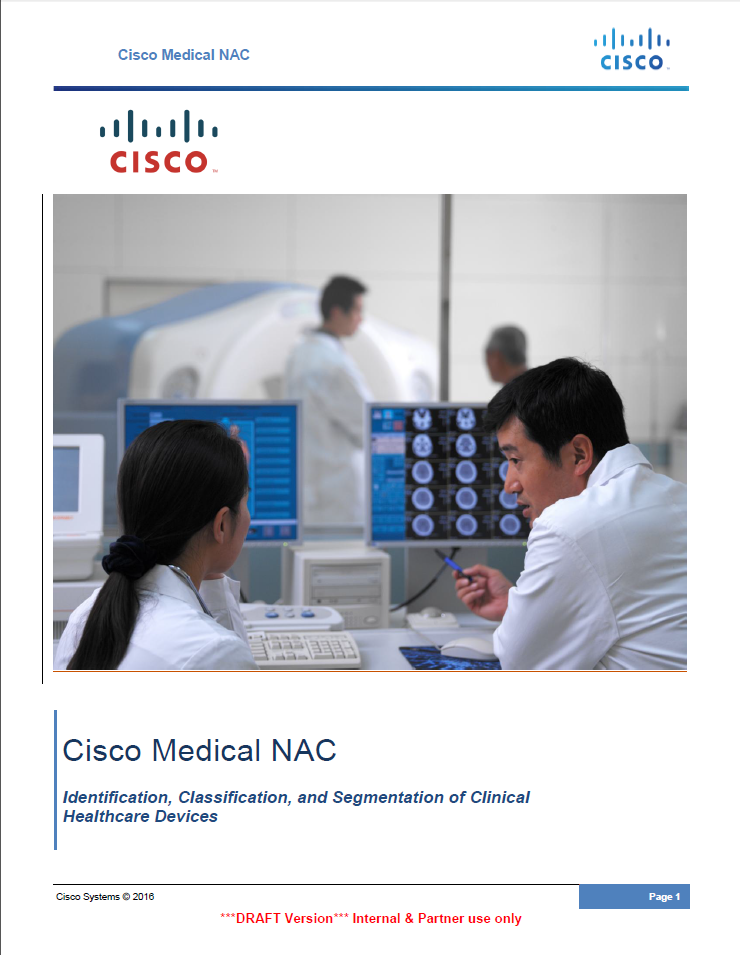 Cisco Medical NAC
CISCO
CISCO
Cisco Medical NAC
Identification, Classification, and Segmentation of Clinical
Healthcare Devices
Cisco Systems © 2016
Page 1
***DRAFT Version*** Internal & Partner use only